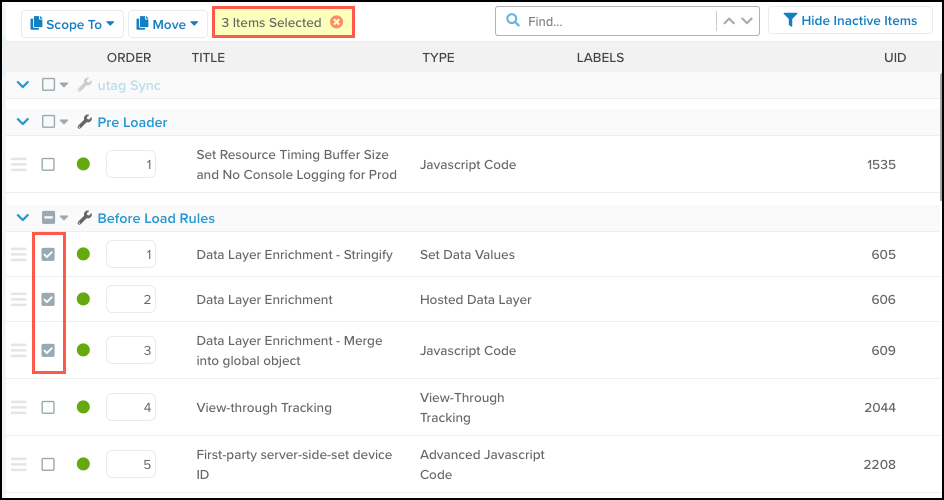 Scope To Move 3 Items Selected Find... Hide Inactive Items
ORDER TITLE TYPE LABELS UID
utag Sync
Pre Loader
1 Set Resource Timing Buffer Size and No Console Logging for Prod Javascript Code 1535
Before Load Rules
1 Data Layer Enrichment - Stringify Set Data Values 605
2 Data Layer Enrichment Hosted Data Layer 606
3 Data Layer Enrichment - Merge into global object Javascript Code 609
4 View-through Tracking View-Through Tracking 2044
5 First-party server-side-set device ID Advanced Javascript Code 2208